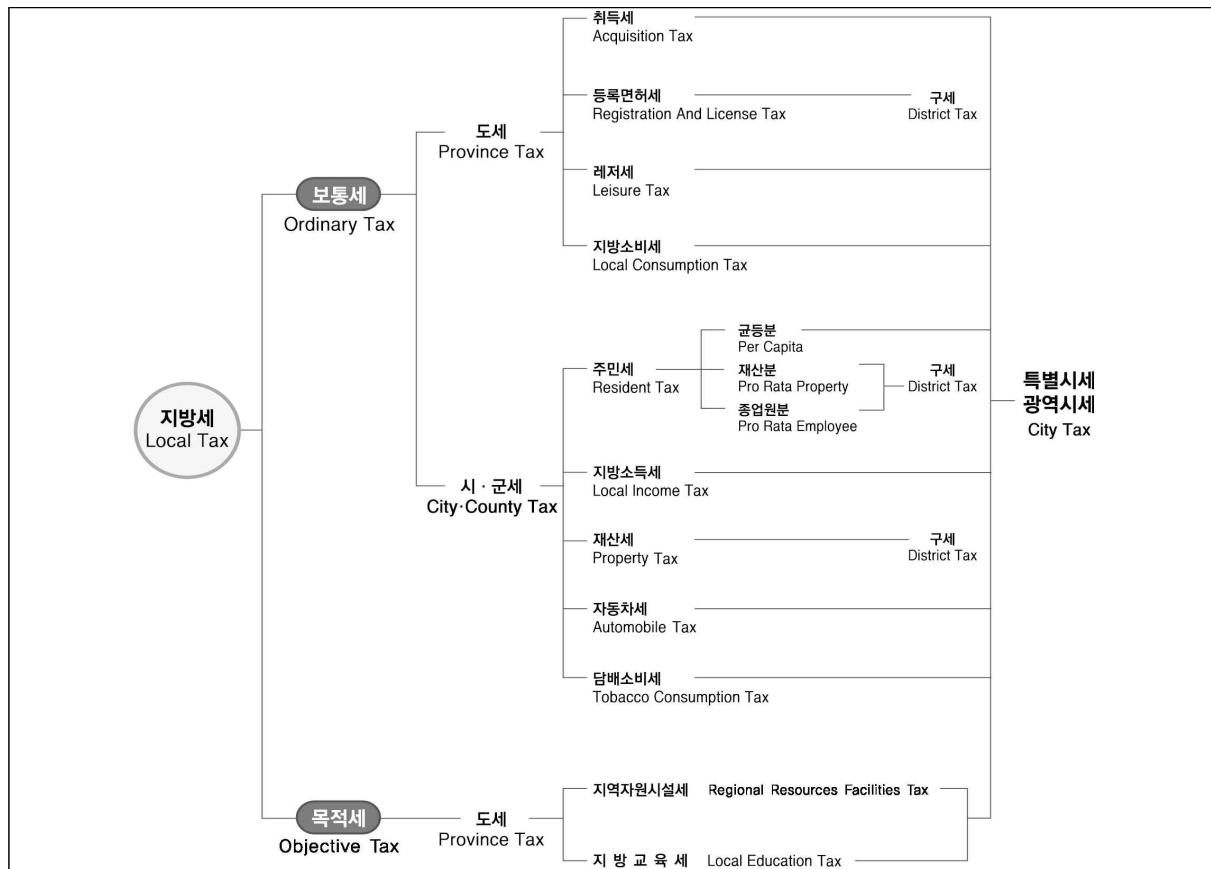 취득세
Acquisition Tax
등록면허세
Registration And License Tax
구세
District Tax
도세
Province Tax
레저세
Leisure Tax
보통세
Ordinary Tax
지방소비세
Local Consumption Tax
균등분
Per Capita
주민세
Resident Tax
재산분
Pro Rata Property
구세
District Tax
종업원분
Pro Rata Employee
특별시세
광역시세
City Tax
지방세
Local Tax
시 · 군세
City·County Tax
지방소득세
Local Income Tax
재산세
Property Tax
구세
District Tax
자동차세
Automobile Tax
담배소비세
Tobacco Consumption Tax
목적세
Objective Tax
도세
Province Tax
지역자원시설세 Regional Resources Facilities Tax
지 방 교 육 세 Local Education Tax